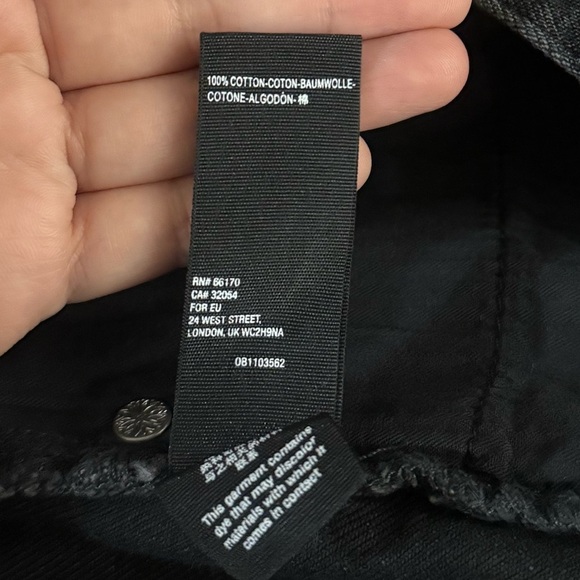 100% COTTON-COTON-BAUMWOLLE-
COTONE-ALGODÓN-棉
RN# 66170
CA# 32054
FOR EU
24 WEST STREET,
LONDON, UK WC2H9NA
0B1103562
This garment contains
dye that may discolor
materials with which it
comes in contact